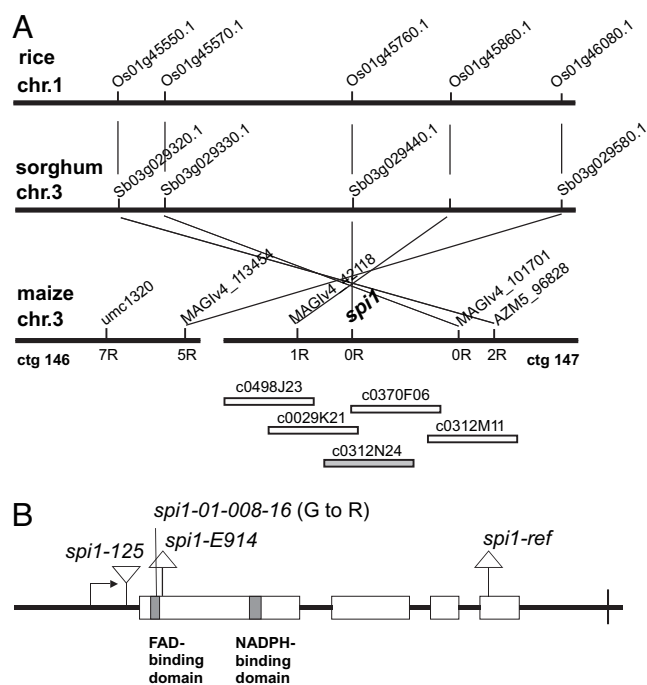 A
rice
chr.1
Os01g45550.1
Os01g45570.1
Os01g45760.1
Os01g45860.1
Os01g46080.1
sorghum
chr.3
Sb03g029320.1
Sb03g029330.1
Sb03g029440.1
Sb03g029580.1
maize
chr.3
umc1320
MAGIv4_113454
MAGIv4_42118
spi1
MAGIv4_101701
AZM5_96828
ctg 146
7R
5R
1R
0R
0R
2R
ctg 147
c0498J23
c0370F06
c0029K21
c0312M11
c0312N24
B
spi1-01-008-16 (G to R)
spi1-125
spi1-E914
spi1-ref
FAD-
binding
domain
NADPH-
binding
domain